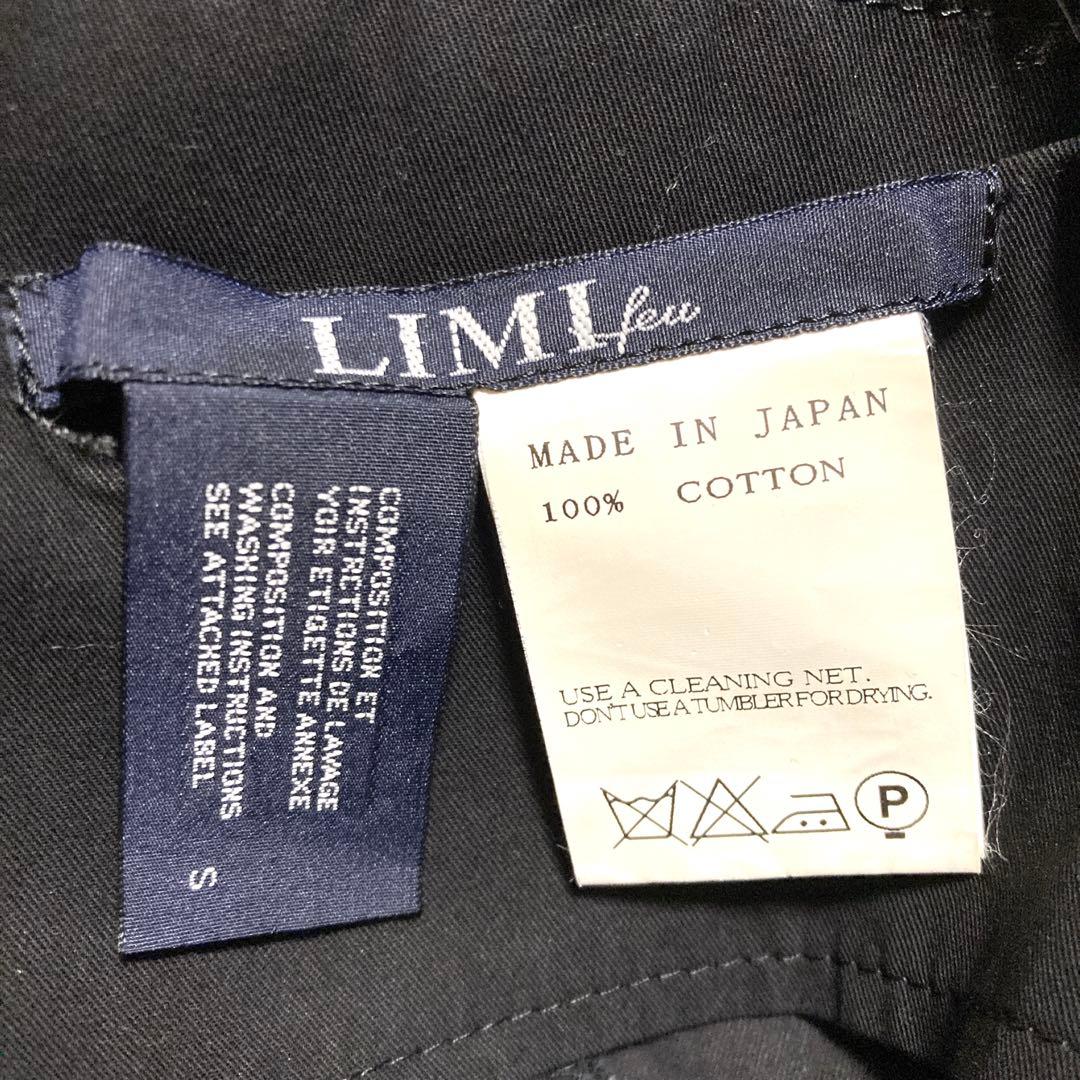 LIMI feu
COMPOSITION ET
INSTRCTIONS DE LAVAGE
VOIR ETIGETTE ANNEXE
COMPOSITION AND
WASHING INSTRUCTIONS
SEE ATTACHED LABEL
S
MADE IN JAPAN
100% COTTON
USE A CLEANING NET.
DON'T USE A TUMBLER FOR DRYING.
P